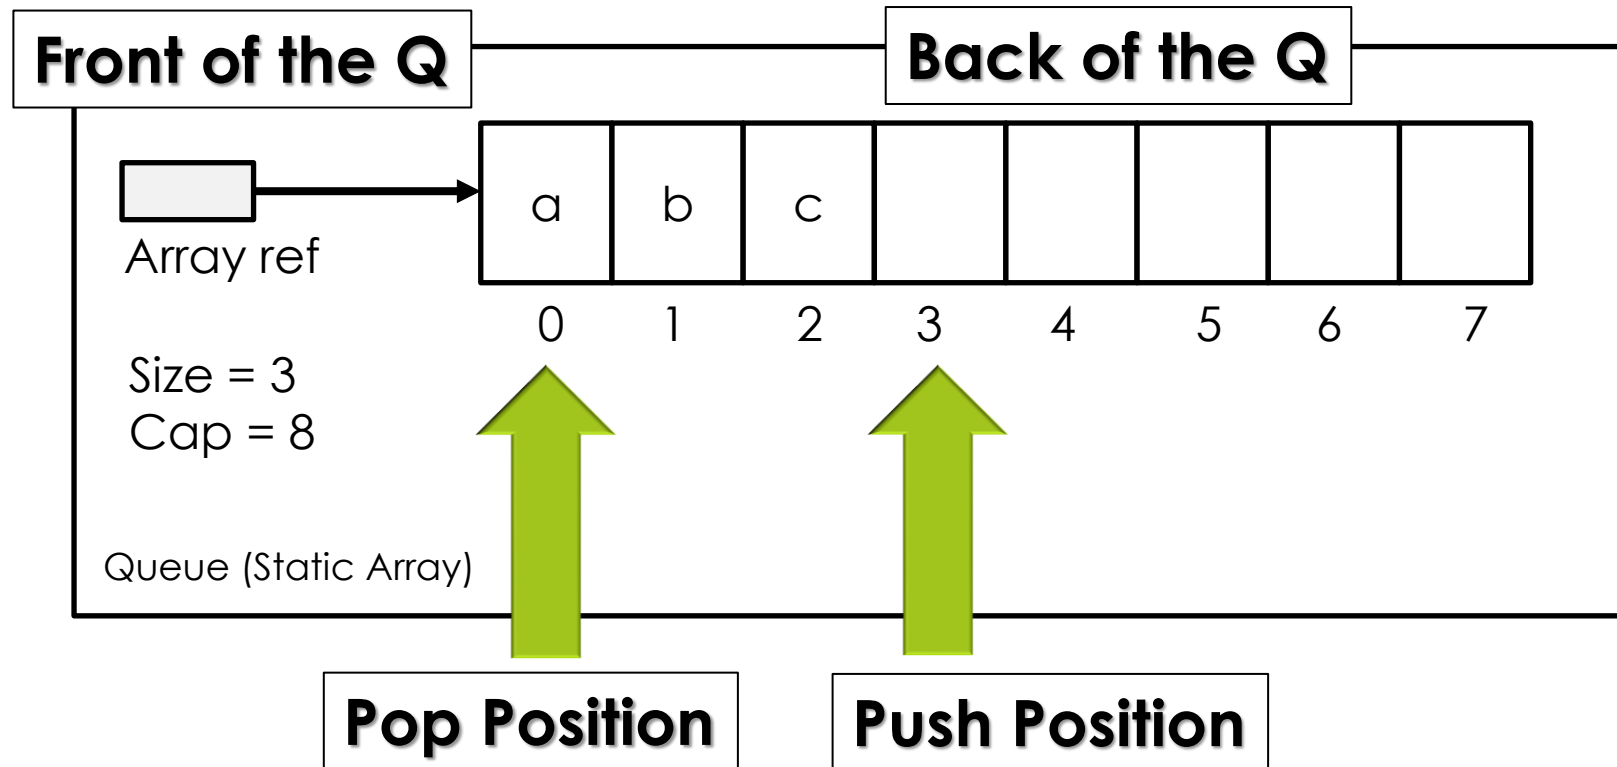 Front of the Q
Back of the Q
a b c
Array ref
0 1 2 3 4 5 6 7
Size = 3
Cap = 8
Queue (Static Array)
Pop Position
Push Position